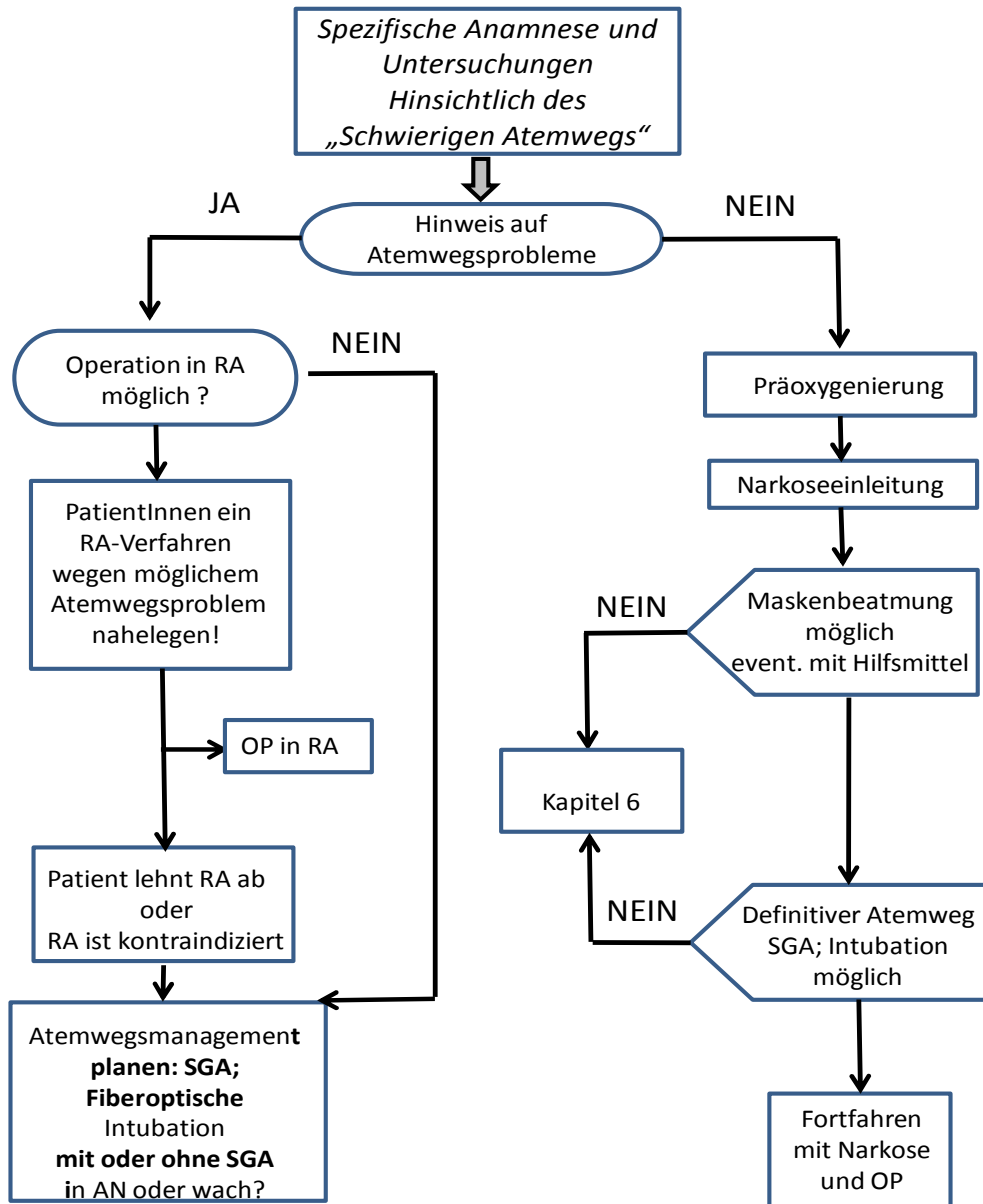 Spezifische Anamnese und
Untersuchungen
Hinsichtlich des
„Schwierigen Atemwegs“
JA
NEIN
Hinweis auf
Atemwegsprobleme
Operation in RA
möglich ?
NEIN
PatientInnen ein
RA-Verfahren
wegen möglichem
Atemwegsproblem
nahelegen!
OP in RA
Patient lehnt RA ab
oder
RA ist kontraindiziert
Atemwegsmanagement
planen: SGA;
Fiberoptische
Intubation
mit oder ohne SGA
in AN oder wach?
Präoxygenierung
Narkoseeinleitung
NEIN
Maskenbeatmung
möglich
event. mit Hilfsmittel
Kapitel 6
NEIN
Definitiver Atemweg
SGA; Intubation
möglich
Fortfahren
mit Narkose
und OP